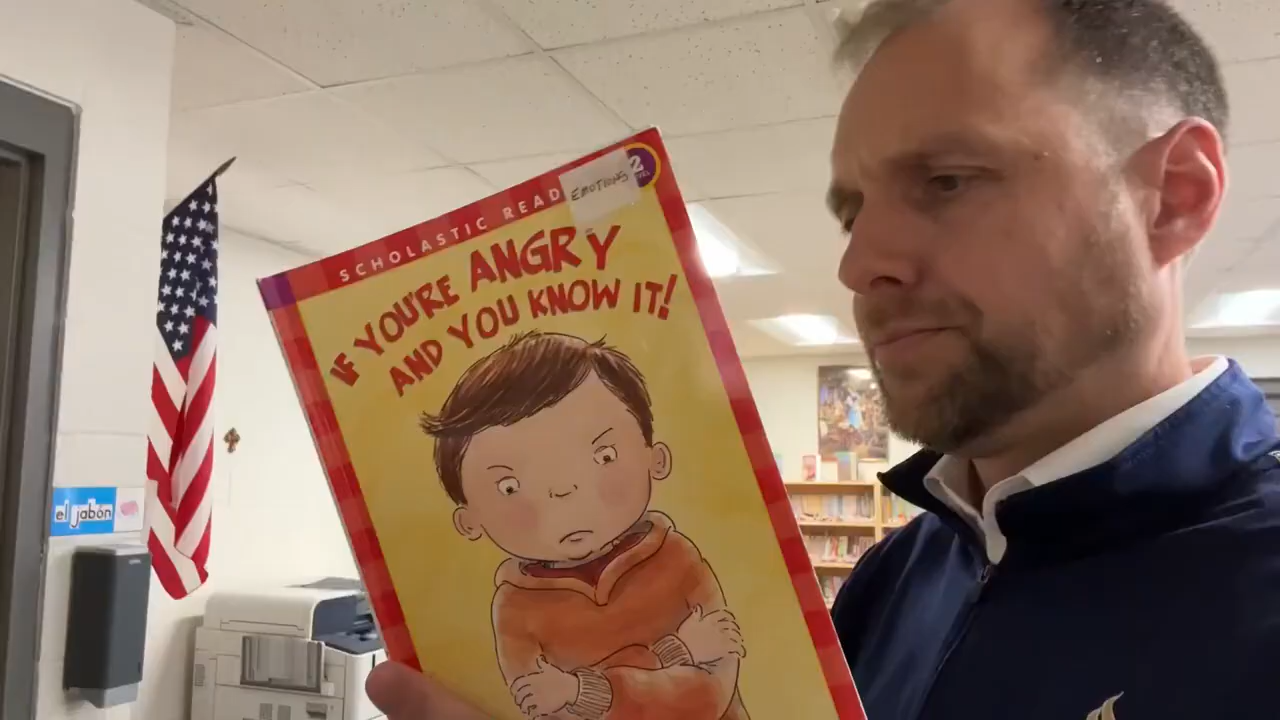 SCHOLASTIC READ
EMOTIONS
2
IF YOU'RE ANGRY
AND YOU KNOW IT!
el jabón